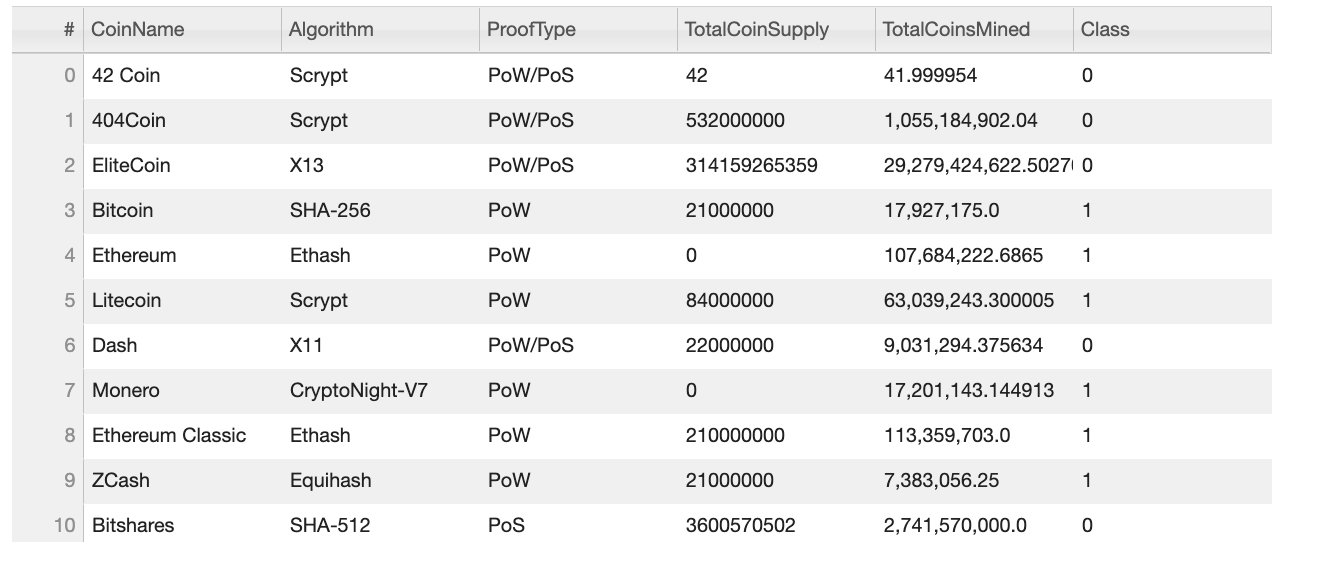 # CoinName Algorithm ProofType TotalCoinSupply TotalCoinsMined Class
0 42 Coin Scrypt PoW/PoS 42 41.999954 0
1 404Coin Scrypt PoW/PoS 532000000 1,055,184,902.04 0
2 EliteCoin X13 PoW/PoS 314159265359 29,279,424,622.5027 0
3 Bitcoin SHA-256 PoW 21000000 17,927,175.0 1
4 Ethereum Ethash PoW 0 107,684,222.6865 1
5 Litecoin Scrypt PoW 84000000 63,039,243.300005 1
6 Dash X11 PoW/PoS 22000000 9,031,294.375634 0
7 Monero CryptoNight-V7 PoW 0 17,201,143.144913 1
8 Ethereum Classic Ethash PoW 210000000 113,359,703.0 1
9 ZCash Equihash PoW 21000000 7,383,056.25 1
10 Bitshares SHA-512 PoS 3600570502 2,741,570,000.0 0